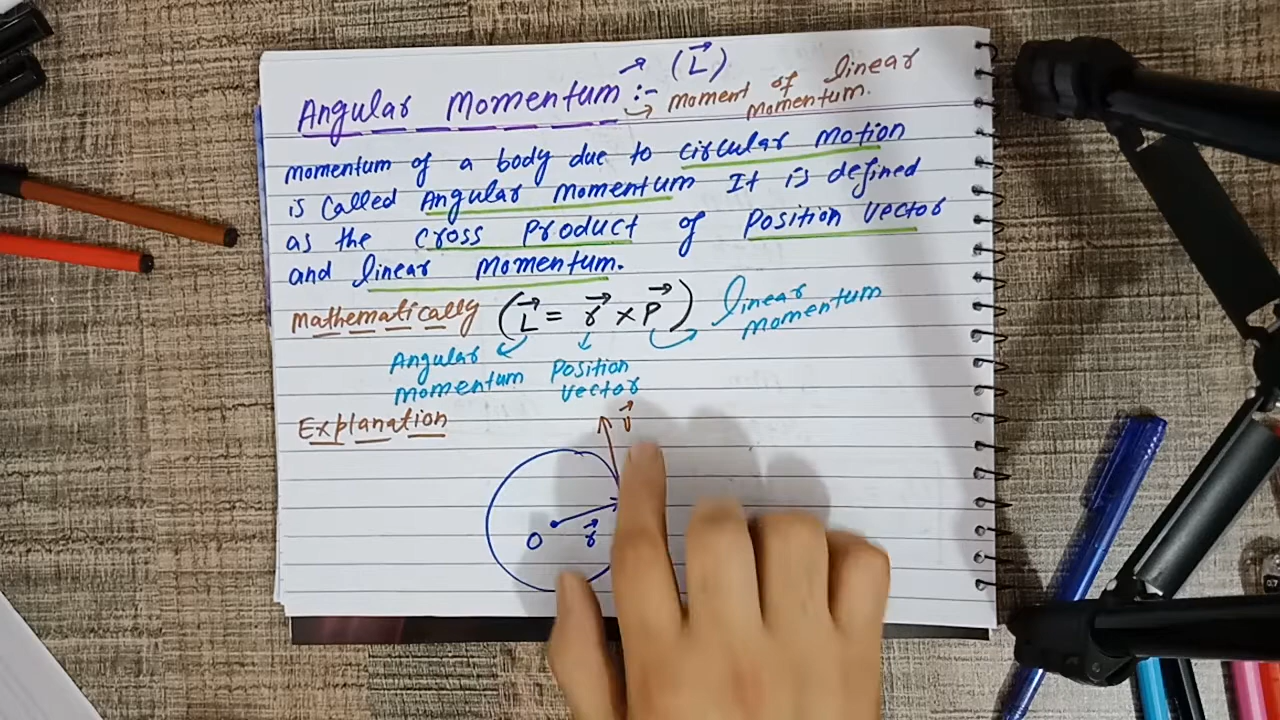 → (L⃗)
Angular Momentum :-
↪ Moment of linear
momentum.
momentum of a body due to circular motion
is called Angular momentum It is defined
as the cross product of position vector
and linear momentum.
Mathematically (L⃗ = r⃗ × P⃗) linear
momentum
Angular
momentum
Position
vector
Explanation
v⃗
O
r⃗